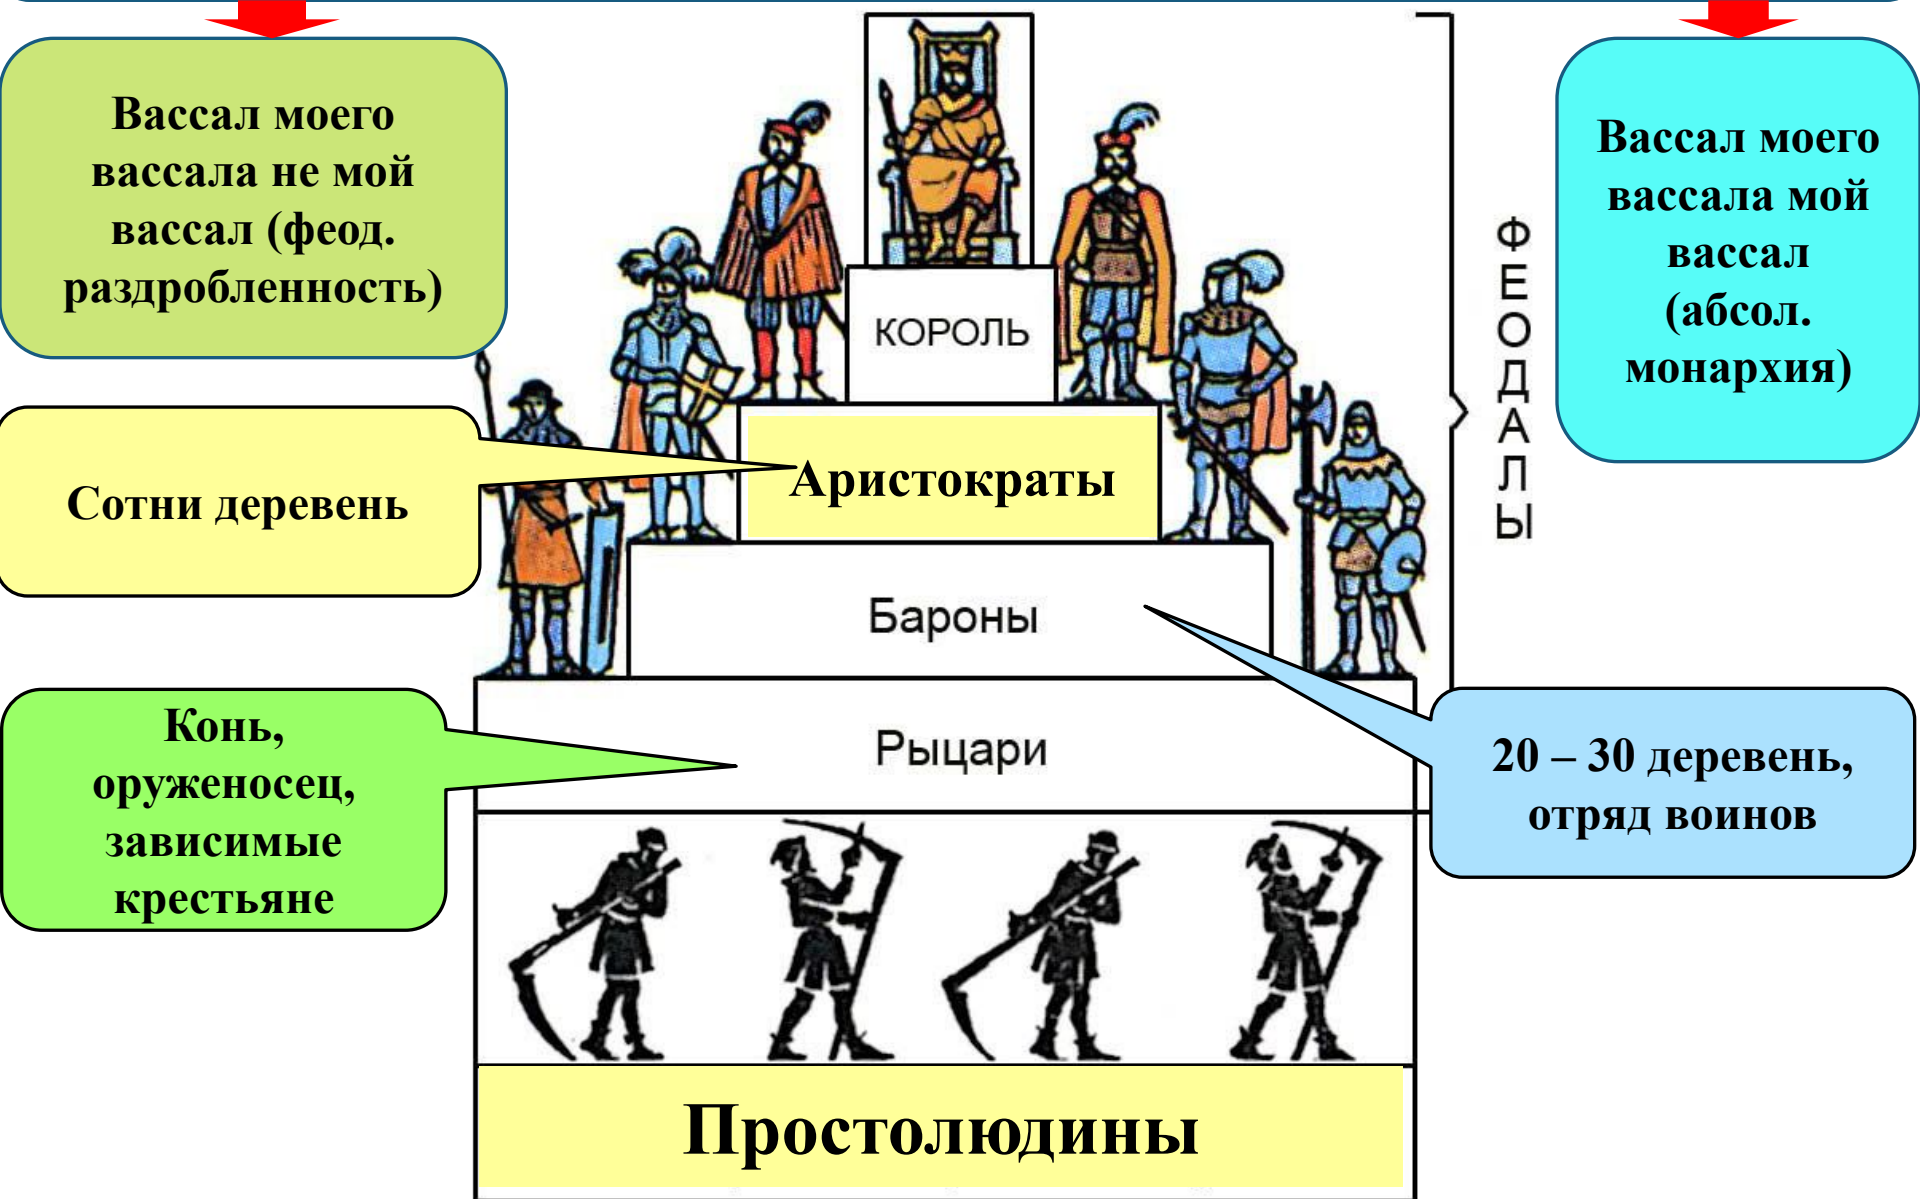 Вассал моего
вассала не мой
вассал (феод.
раздробленность)
Вассал моего
вассала мой
вассал
(абсол.
монархия)
КОРОЛЬ
ФЕОДАЛЫ
Сотни деревень
Аристократы
Бароны
Конь,
оруженосец,
зависимые
крестьяне
Рыцари
20 – 30 деревень,
отряд воинов
Простолюдины